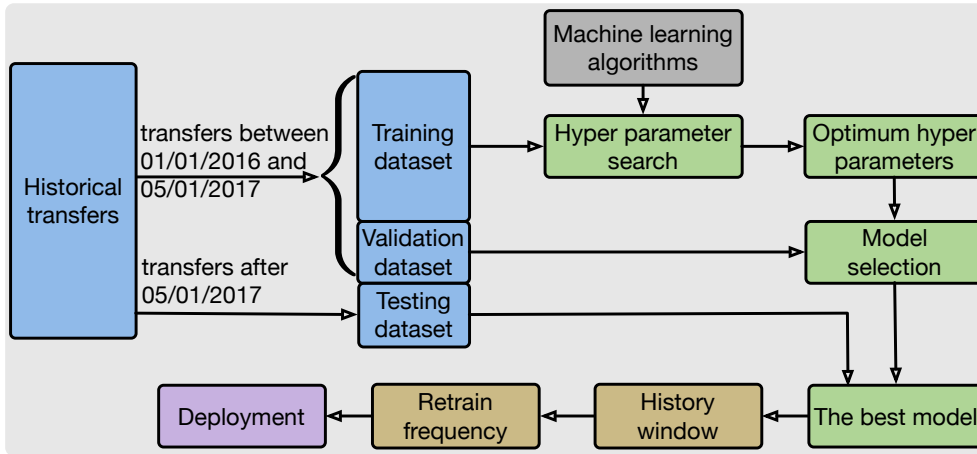 Machine learning
algorithms
Historical
transfers
transfers between
01/01/2016 and
05/01/2017
Training
dataset
Hyper parameter
search
Optimum hyper
parameters
Validation
dataset
Model
selection
transfers after
05/01/2017
Testing
dataset
Deployment
Retrain
frequency
History
window
The best model